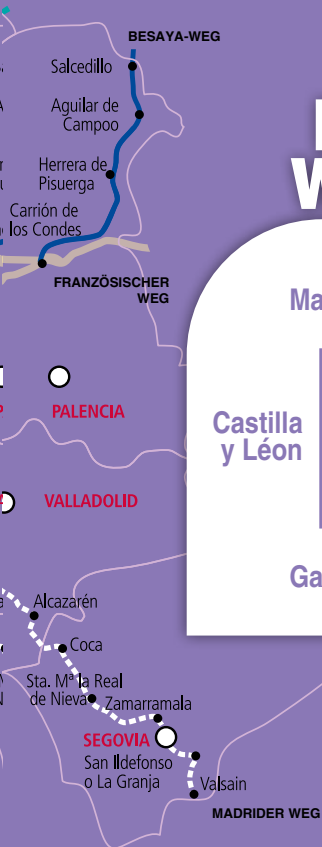 BESAYA-WEG
Salcedillo
Aguilar de
Campoo
Herrera de
Pisuerga
Carrión de
los Condes
FRANZÖSISCHER
WEG
PALENCIA
Castilla
y Léon
VALLADOLID
Alcazarén
Coca
Sta. Mª la Real
de Nieva
Zamarramala
SEGOVIA
San Ildefonso
o La Granja
Valsain
MADRIDER WEG